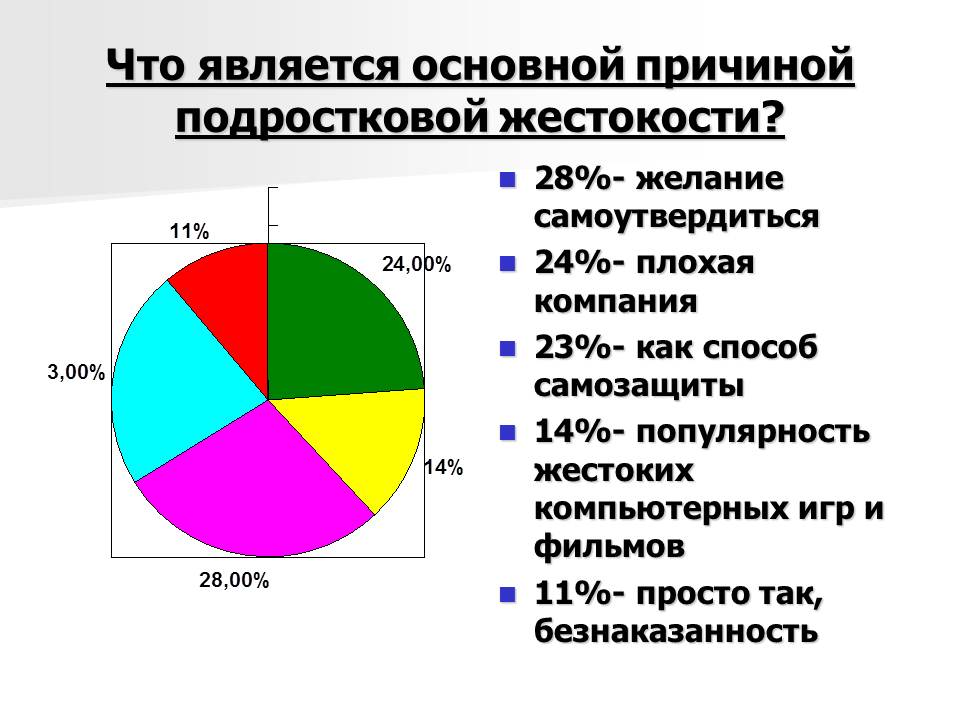 Что является основной причиной
подростковой жестокости?
11%
24,00%
3,00%
14%
28,00%
28%- желание
самоутвердиться
24%- плохая
компания
23%- как способ
самозащиты
14%- популярность
жестоких
компьютерных игр и
фильмов
11%- просто так,
безнаказанность